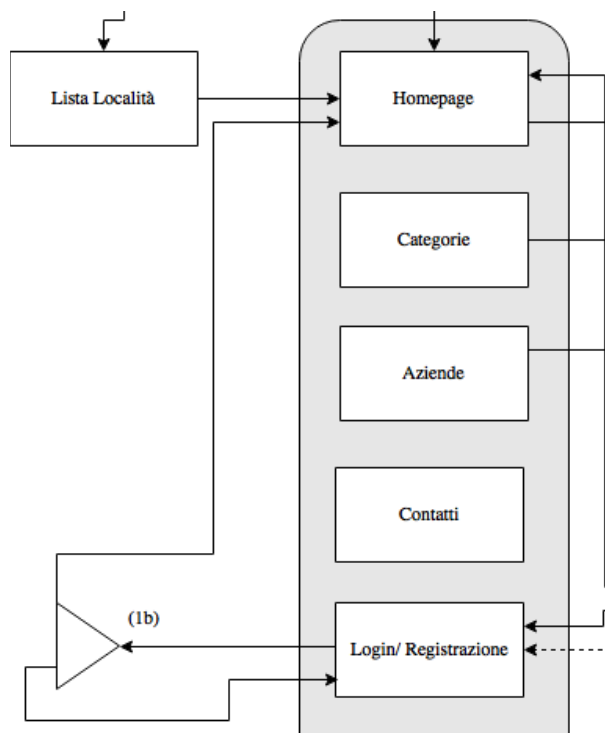 Lista Località
Homepage
Categorie
Aziende
Contatti
(1b)
Login/ Registrazione